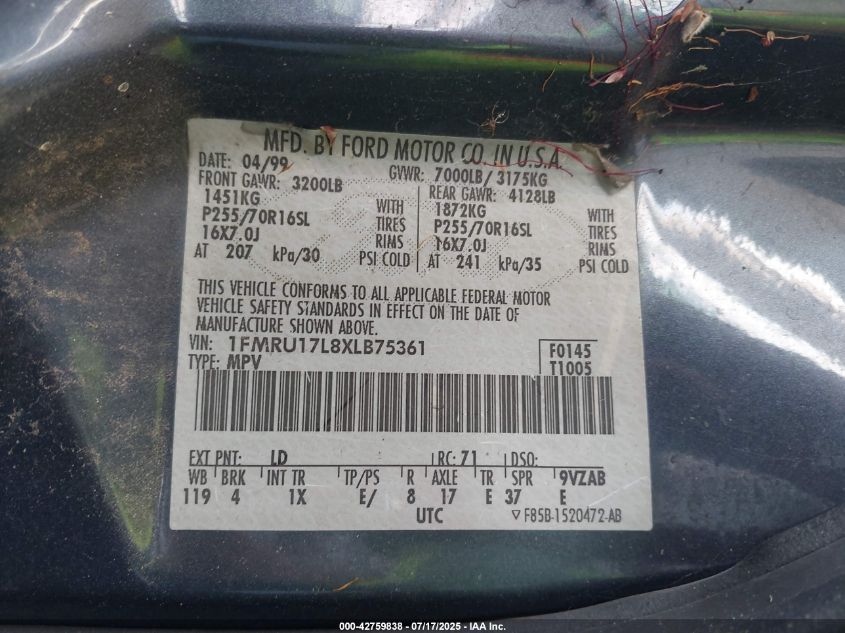 MFD. BY FORD MOTOR CO. IN U.S.A.
DATE: 04/99 GVWR: 7000LB / 3175KG
FRONT GAWR: 3200LB REAR GAWR: 4128LB
1451KG WITH 1872KG WITH
P255/70R16SL TIRES P255/70R16SL TIRES
16X7.0J RIMS 16X7.0J RIMS
AT 207 kPa/30 PSI COLD AT 241 kPa/35 PSI COLD
THIS VEHICLE CONFORMS TO ALL APPLICABLE FEDERAL MOTOR
VEHICLE SAFETY STANDARDS IN EFFECT ON THE DATE OF
MANUFACTURE SHOWN ABOVE.
VIN: 1FMRU17L8XLB75361 F0145
TYPE: MPV T1005
EXT PNT: LD RC: 71 DSO:
WB BRK INT TR TP/PS R AXLE TR SPR 9VZAB
119 4 1X E/ 8 17 E 37 E
UTC ▽ F85B-1520472-AB
000-42759838 - 07/17/2025 - IAA Inc.